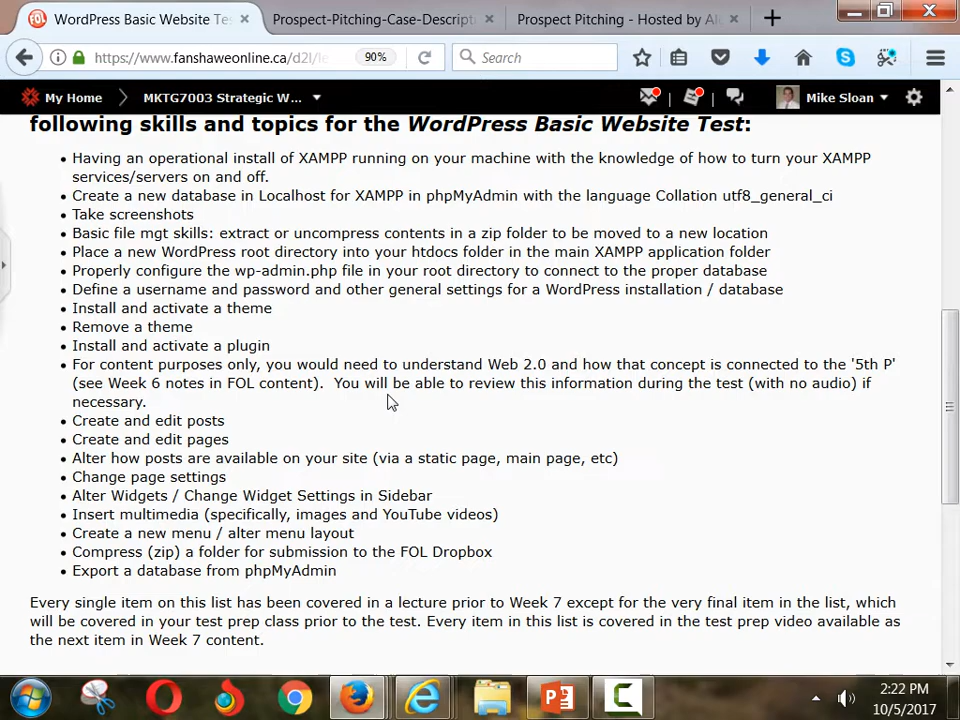 WordPress Basic Website Te
Prospect-Pitching-Case-Descript
Prospect Pitching - Hosted by Al
https://www.fanshaweonline.ca/d2l/le
90%
Search
My Home
MKTG7003 Strategic W...
Mike Sloan
following skills and topics for the WordPress Basic Website Test:
• Having an operational install of XAMPP running on your machine with the knowledge of how to turn your XAMPP
services/servers on and off.
• Create a new database in Localhost for XAMPP in phpMyAdmin with the language Collation utf8_general_ci
• Take screenshots
• Basic file mgt skills: extract or uncompress contents in a zip folder to be moved to a new location
• Place a new WordPress root directory into your htdocs folder in the main XAMPP application folder
• Properly configure the wp-admin.php file in your root directory to connect to the proper database
• Define a username and password and other general settings for a WordPress installation / database
• Install and activate a theme
• Remove a theme
• Install and activate a plugin
• For content purposes only, you would need to understand Web 2.0 and how that concept is connected to the '5th P'
(see Week 6 notes in FOL content). You will be able to review this information during the test (with no audio) if
necessary.
• Create and edit posts
• Create and edit pages
• Alter how posts are available on your site (via a static page, main page, etc)
• Change page settings
• Alter Widgets / Change Widget Settings in Sidebar
• Insert multimedia (specifically, images and YouTube videos)
• Create a new menu / alter menu layout
• Compress (zip) a folder for submission to the FOL Dropbox
• Export a database from phpMyAdmin
Every single item on this list has been covered in a lecture prior to Week 7 except for the very final item in the list, which
will be covered in your test prep class prior to the test. Every item in this list is covered in the test prep video available as
the next item in Week 7 content.
2:22 PM
10/5/2017